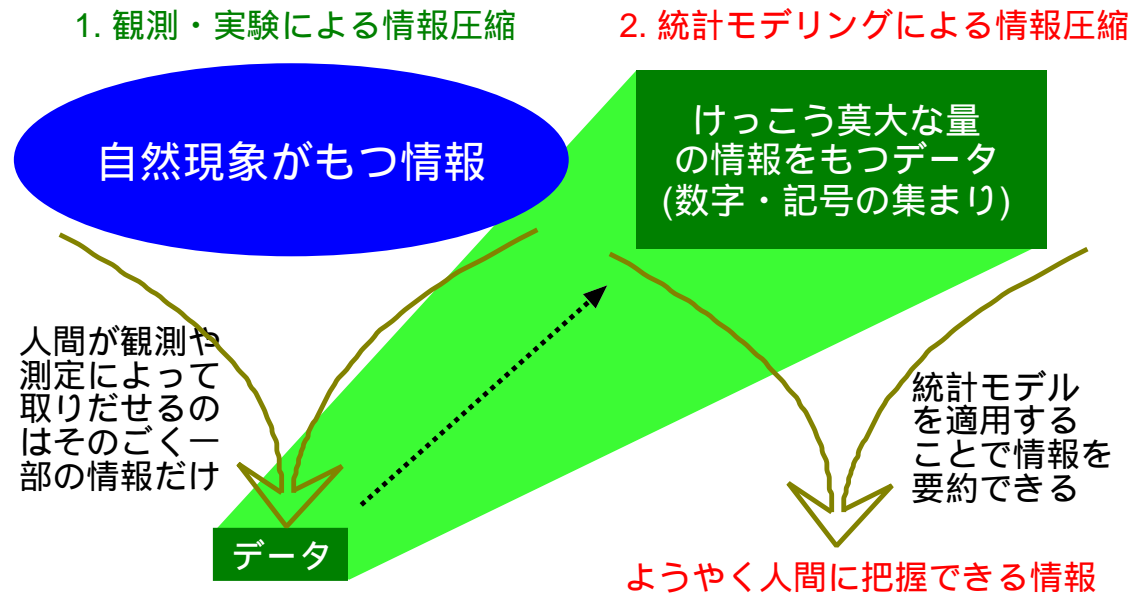 1. 観測・実験による情報圧縮
2. 統計モデリングによる情報圧縮
自然現象がもつ情報
けっこう莫大な量
の情報をもつデータ
(数字・記号の集まり)
人間が観測や
測定によって
取りだせるの
はそのごく一
部の情報だけ
統計モデル
を適用する
ことで情報を
要約できる
データ
ようやく人間に把握できる情報